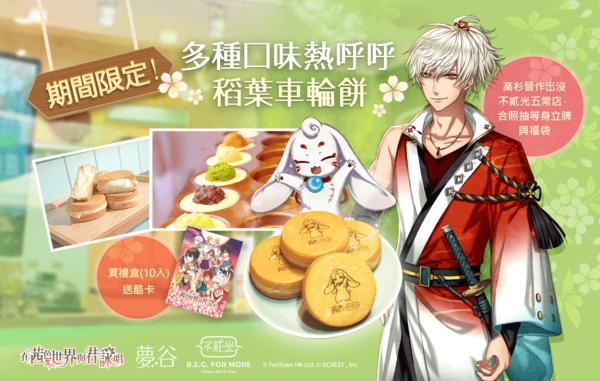 期間限定!
多種口味熱呼呼
稻葉車輪餅
高杉晉作出沒
不貳光五常店，
合照抽等身立牌
與福袋
買禮盒(10入)
送酷卡
在茜色世界與君詠唱
夢谷
不貳光
B.E.G. FOR MORE
© FunTown HK Ltd. © GCREST , Inc.